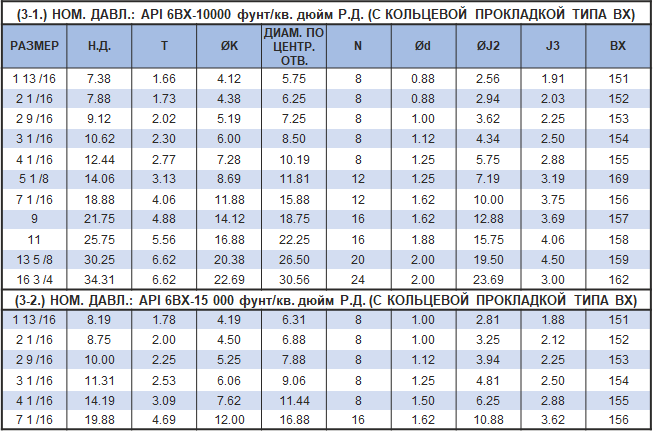 (3-1.) НОМ. ДАВЛ.: API 6BX-10000 фунт/кв. дюйм Р.Д. (С КОЛЬЦЕВОЙ ПРОКЛАДКОЙ ТИПА BX)
РАЗМЕР Н.Д. T ØK ДИАМ. ПО ЦЕНТР. ОТВ. N Ød ØJ2 J3 BX
1 13 /16 7.38 1.66 4.12 5.75 8 0.88 2.56 1.91 151
2 1 /16 7.88 1.73 4.38 6.25 8 0.88 2.94 2.03 152
2 9 /16 9.12 2.02 5.19 7.25 8 1.00 3.62 2.25 153
3 1 /16 10.62 2.30 6.00 8.50 8 1.12 4.34 2.50 154
4 1 /16 12.44 2.77 7.28 10.19 8 1.25 5.75 2.88 155
5 1 /8 14.06 3.13 8.69 11.81 12 1.25 7.19 3.19 169
7 1 /16 18.88 4.06 11.88 15.88 12 1.62 10.00 3.75 156
9 21.75 4.88 14.12 18.75 16 1.62 12.88 3.69 157
11 25.75 5.56 16.88 22.25 16 1.88 15.75 4.06 158
13 5 /8 30.25 6.62 20.38 26.50 20 2.00 19.50 4.50 159
16 3 /4 34.31 6.62 22.69 30.56 24 2.00 23.69 3.00 162
(3-2.) НОМ. ДАВЛ.: API 6BX-15 000 фунт/кв. дюйм Р.Д. (С КОЛЬЦЕВОЙ ПРОКЛАДКОЙ ТИПА BX)
1 13 /16 8.19 1.78 4.19 6.31 8 1.00 2.81 1.88 151
2 1 /16 8.75 2.00 4.50 6.88 8 1.00 3.25 2.12 152
2 9 /16 10.00 2.25 5.25 7.88 8 1.12 3.94 2.25 153
3 1 /16 11.31 2.53 6.06 9.06 8 1.25 4.81 2.50 154
4 1 /16 14.19 3.09 7.62 11.44 8 1.50 6.25 2.88 155
7 1 /16 19.88 4.69 12.00 16.88 16 1.62 10.88 3.62 156